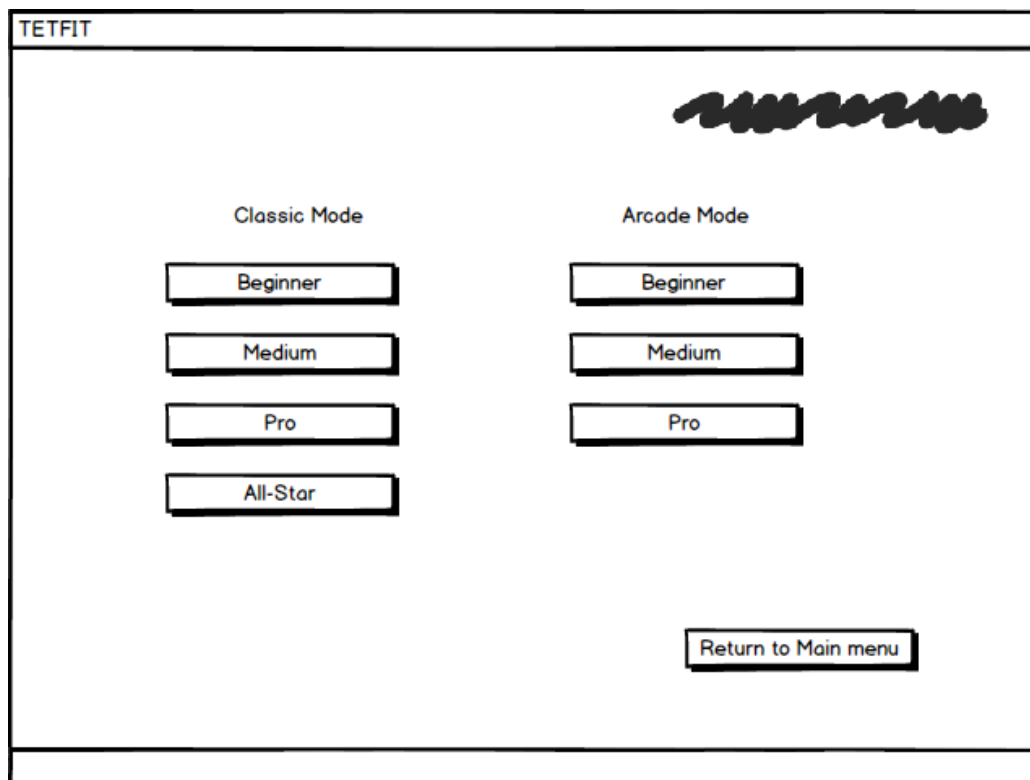 TETFIT
Classic Mode
Beginner
Medium
Pro
All-Star
Arcade Mode
Beginner
Medium
Pro
Return to Main menu